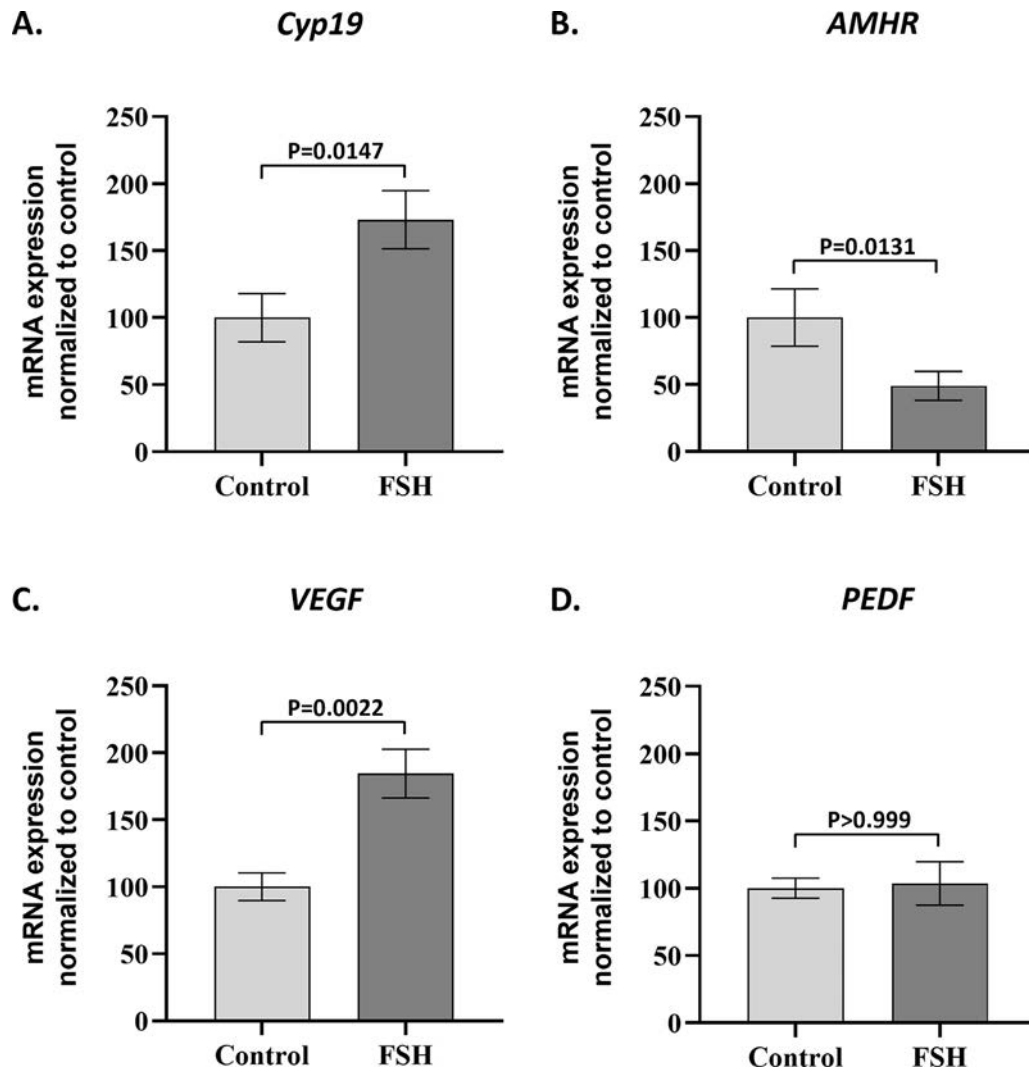 A. Cyp19
mRNA expression
normalized to control
250
200
150
100
50
0
P=0.0147
Control FSH
B. AMHR
mRNA expression
normalized to control
250
200
150
100
50
0
P=0.0131
Control FSH
C. VEGF
mRNA expression
normalized to control
250
200
150
100
50
0
P=0.0022
Control FSH
D. PEDF
mRNA expression
normalized to control
250
200
150
100
50
0
P>0.999
Control FSH